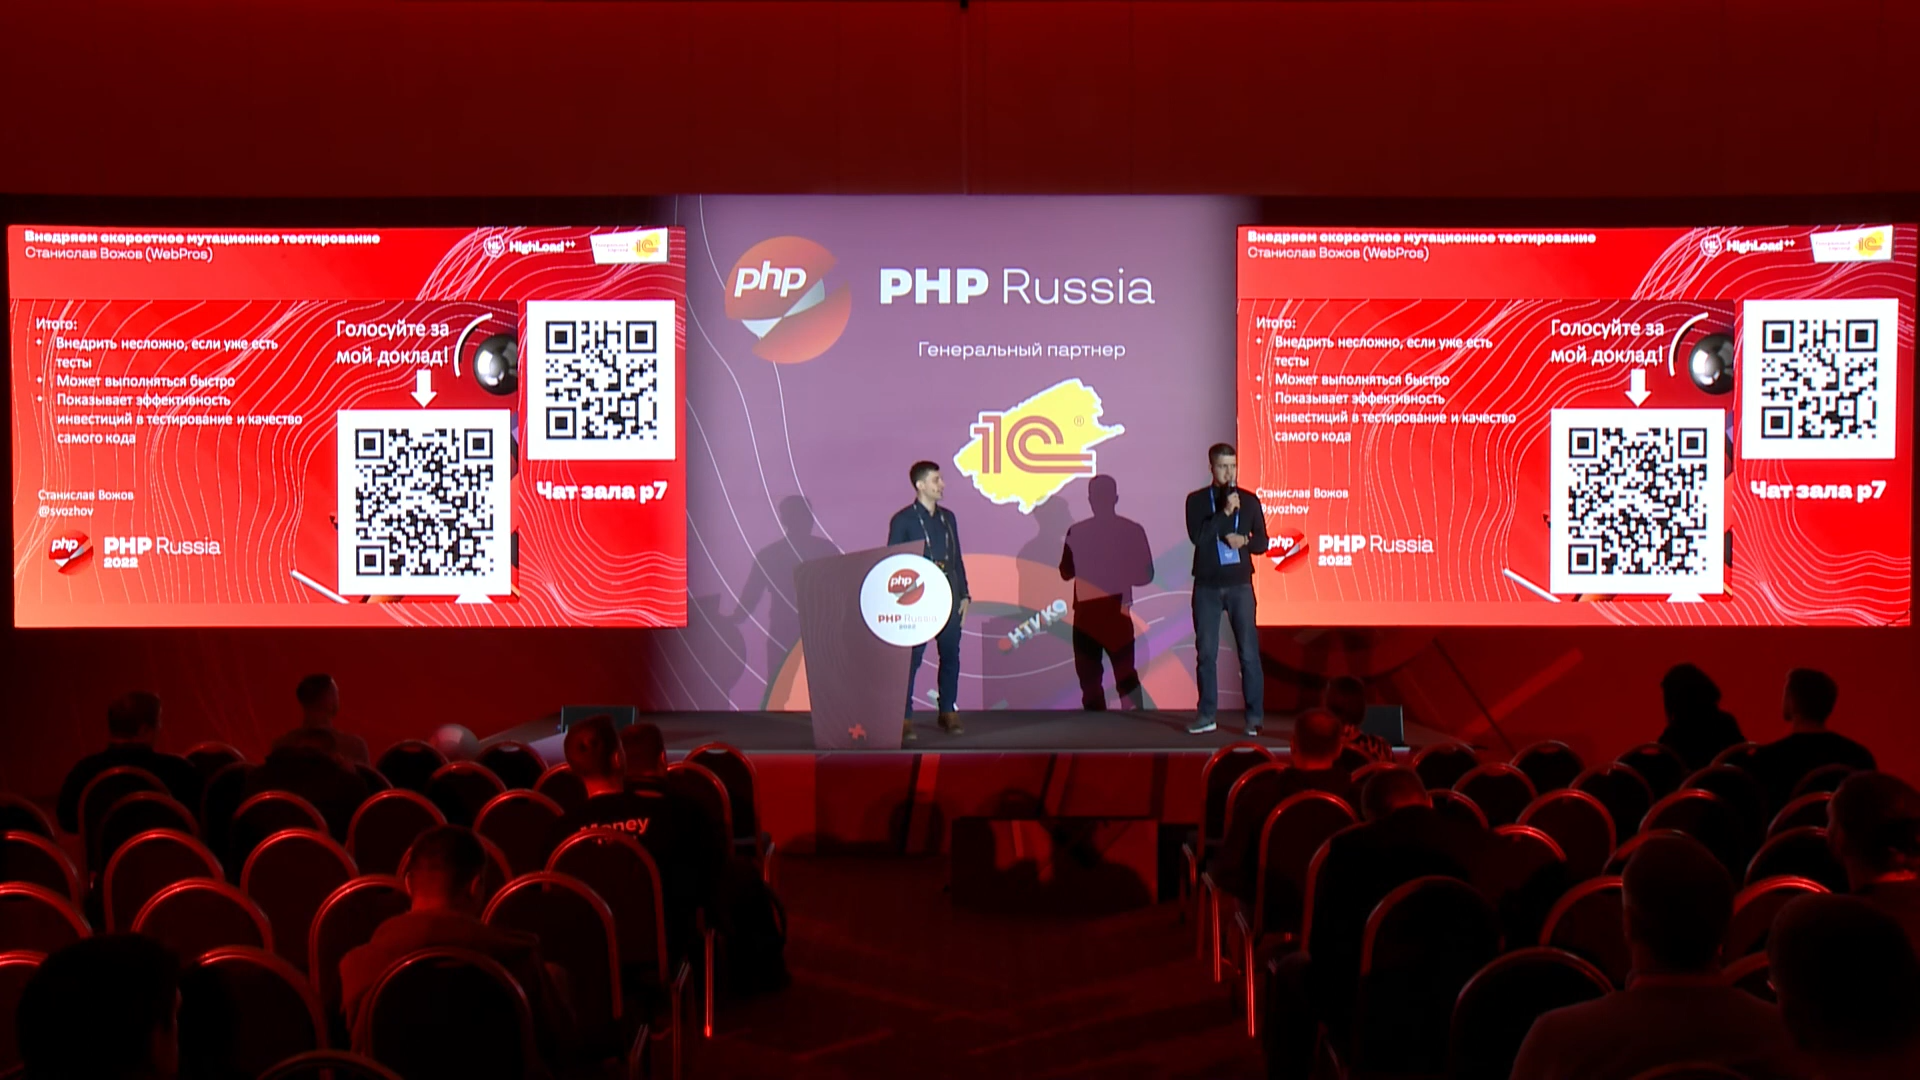 Внедряем скоростное мутационное тестирование
Станислав Вожов (WebPros)
HighLoad++
1С
Итого:
• Внедрить несложно, если уже есть
тесты
• Может выполняться быстро
• Показывает эффективность
инвестиций в тестирование и качество
самого кода
Голосуйте за
мой доклад!
Станислав Вожов
@svozhov
php
PHP Russia
2022
Чат зала p7
php
PHP Russia
Генеральный партнер
1С®
php
PHP Russia
2022
Внедряем скоростное мутационное тестирование
Станислав Вожов (WebPros)
HighLoad++
1С
Итого:
• Внедрить несложно, если уже есть
тесты
• Может выполняться быстро
• Показывает эффективность
инвестиций в тестирование и качество
самого кода
Голосуйте за
мой доклад!
Станислав Вожов
@svozhov
php
PHP Russia
2022
Чат зала p7